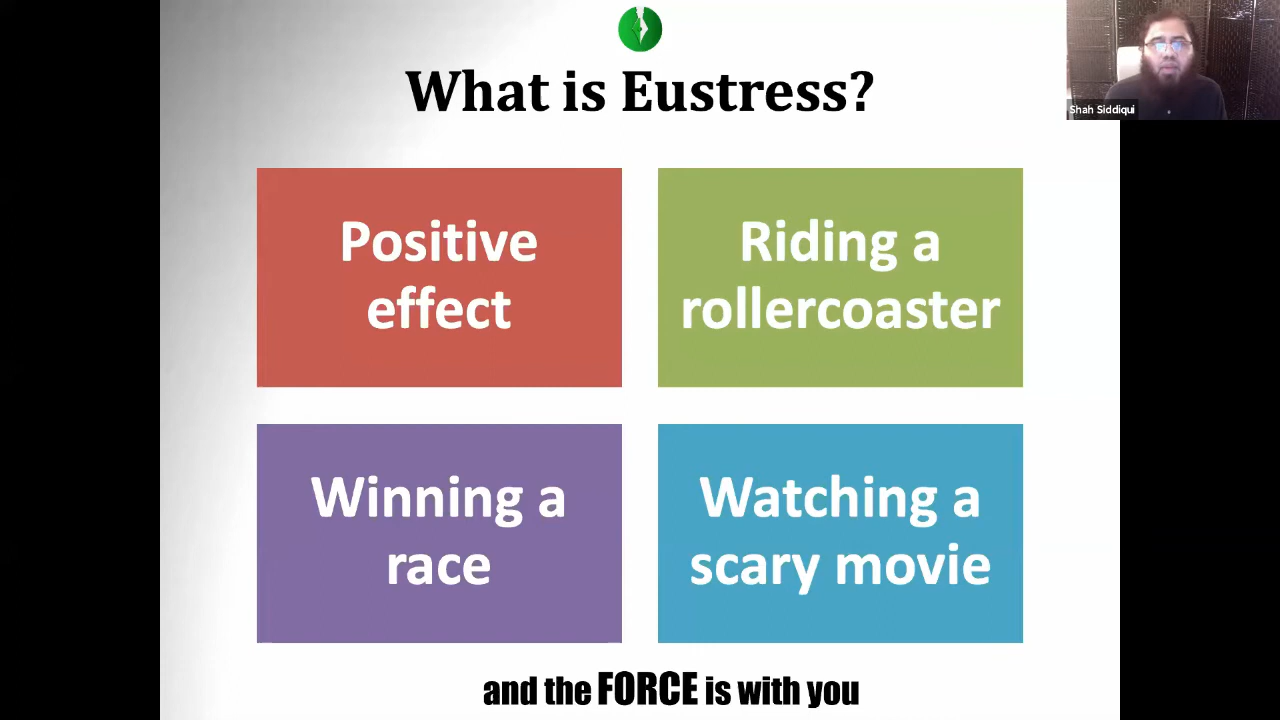 What is Eustress?
Shah Siddiqui
Positive
effect
Riding a
rollercoaster
Winning a
race
Watching a
scary movie
and the FORCE is with you